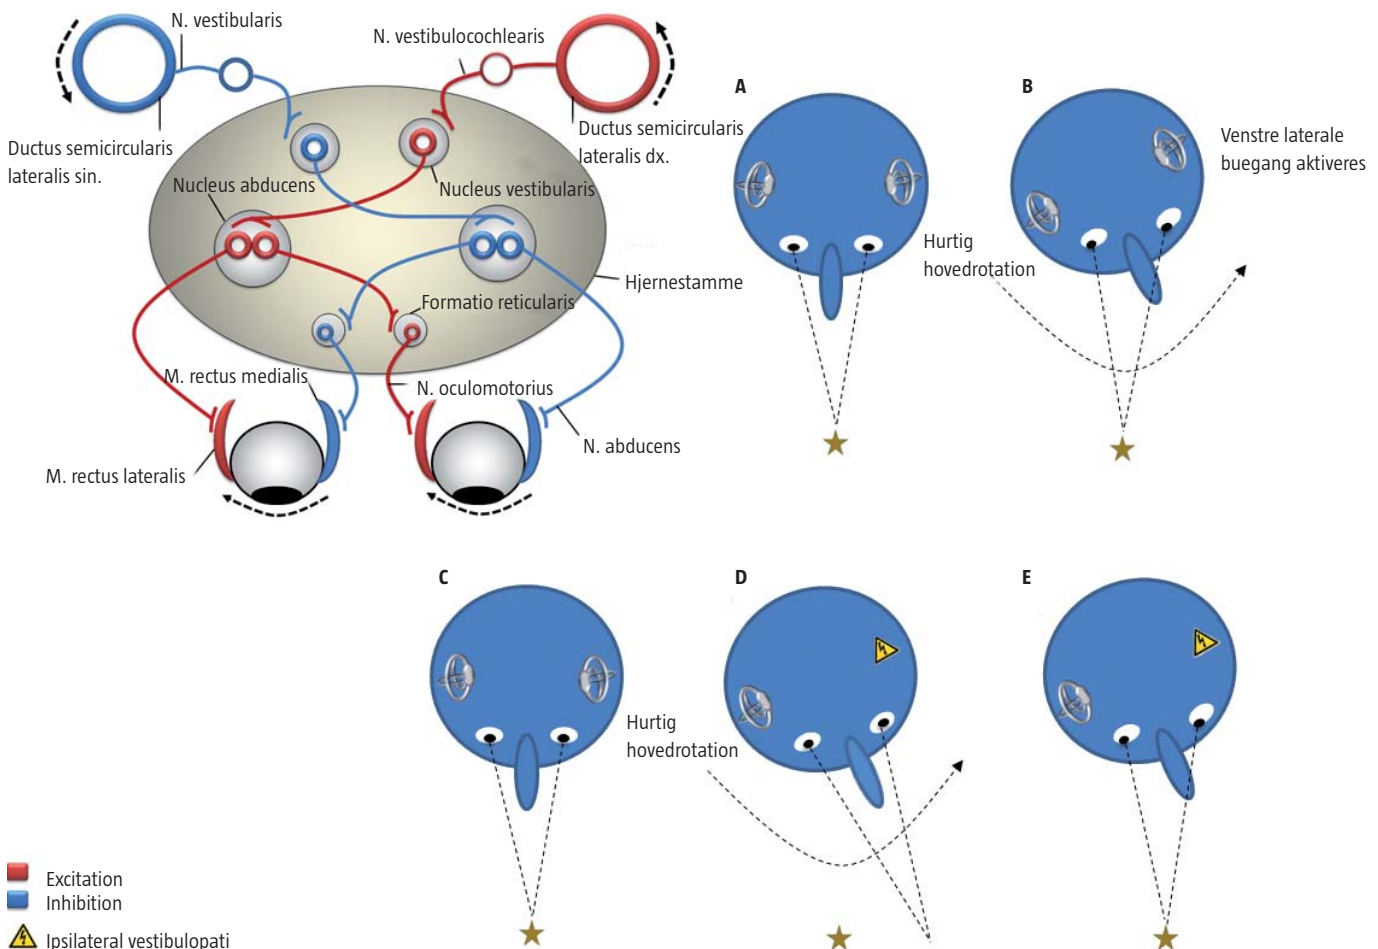 N. vestibularis
N. vestibulocochlearis
Ductus semicircularis
lateralis sin.
Ductus semicircularis
lateralis dx.
Nucleus abducens
Nucleus vestibularis
Hjernestamme
Formatio reticularis
M. rectus medialis
N. oculomotorius
N. abducens
M. rectus lateralis
A
B
Venstre laterale
buegang aktiveres
Hurtig
hovedrotation
C
D
E
Hurtig
hovedrotation
Excitation
Inhibition
Ipsilateral vestibulopati